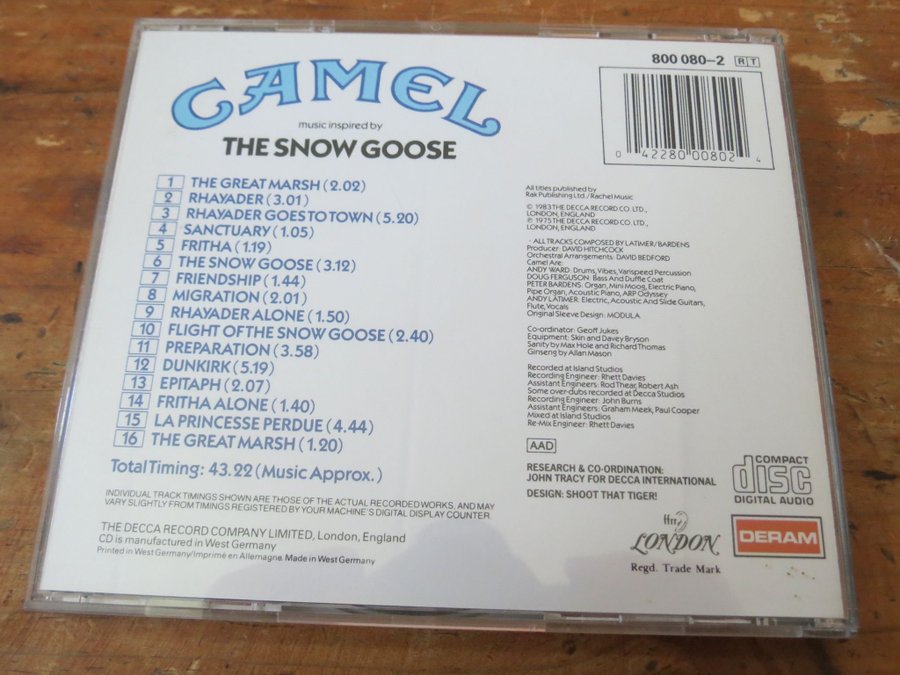 CAMEL
music inspired by
THE SNOW GOOSE
1 THE GREAT MARSH (2.02)
2 RHAYADER (3.01)
3 RHAYADER GOES TO TOWN (5.20)
4 SANCTUARY (1.05)
5 FRITHA (1.19)
6 THE SNOW GOOSE (3.12)
7 FRIENDSHIP (1.44)
8 MIGRATION (2.01)
9 RHAYADER ALONE (1.50)
10 FLIGHT OF THE SNOW GOOSE (2.40)
11 PREPARATION (3.58)
12 DUNKIRK (5.19)
13 EPITAPH (2.07)
14 FRITHA ALONE (1.40)
15 LA PRINCESSE PERDUE (4.44)
16 THE GREAT MARSH (1.20)
Total Timing: 43.22 (Music Approx.)
INDIVIDUAL TRACK TIMINGS SHOWN ARE THOSE OF THE ACTUAL RECORDED WORKS, AND MAY
VARY SLIGHTLY FROM TIMINGS REGISTERED BY YOUR MACHINE'S DIGITAL DISPLAY COUNTER.
THE DECCA RECORD COMPANY LIMITED, London, England
CD is manufactured in West Germany
Printed in West Germany/Imprimé en Allemagne. Made in West Germany
800 080-2 RT
0 42280 00802 4
All titles published by
Rak Publishing Ltd./Rachel Music
© 1983 THE DECCA RECORD CO. LTD.,
LONDON, ENGLAND
℗ 1975 THE DECCA RECORD CO. LTD.,
LONDON, ENGLAND
· ALL TRACKS COMPOSED BY LATIMER/BARDENS
Producer: DAVID HITCHCOCK
Orchestral Arrangements: DAVID BEDFORD
Camel Are:
ANDY WARD: Drums, Vibes, Varispeed Percussion
DOUG FERGUSON: Bass And Duffle Coat
PETER BARDENS: Organ, Mini Moog, Electric Piano,
Pipe Organ, Acoustic Piano, ARP Odyssey
ANDY LATIMER: Electric, Acoustic And Slide Guitars,
Flute, Vocals
Original Sleeve Design: MODULA.
Co-ordinator: Geoff Jukes
Equipment: Skin and Davey Bryson
Sanity by Max Hole and Richard Thomas
Ginseng by Allan Mason
Recorded at Island Studios
Recording Engineer: Rhett Davies
Assistant Engineers: Rod Thear, Robert Ash
Some over-dubs recorded at Decca Studios
Recording Engineer: John Burns
Assistant Engineers: Graham Meek, Paul Cooper
Mixed at Island Studios
Re-Mix Engineer: Rhett Davies
AAD
RESEARCH & CO-ORDINATION:
JOHN TRACY FOR DECCA INTERNATIONAL
DESIGN: SHOOT THAT TIGER!
COMPACT
disc
DIGITAL AUDIO
ffrr
LONDON
Regd. Trade Mark
DERAM